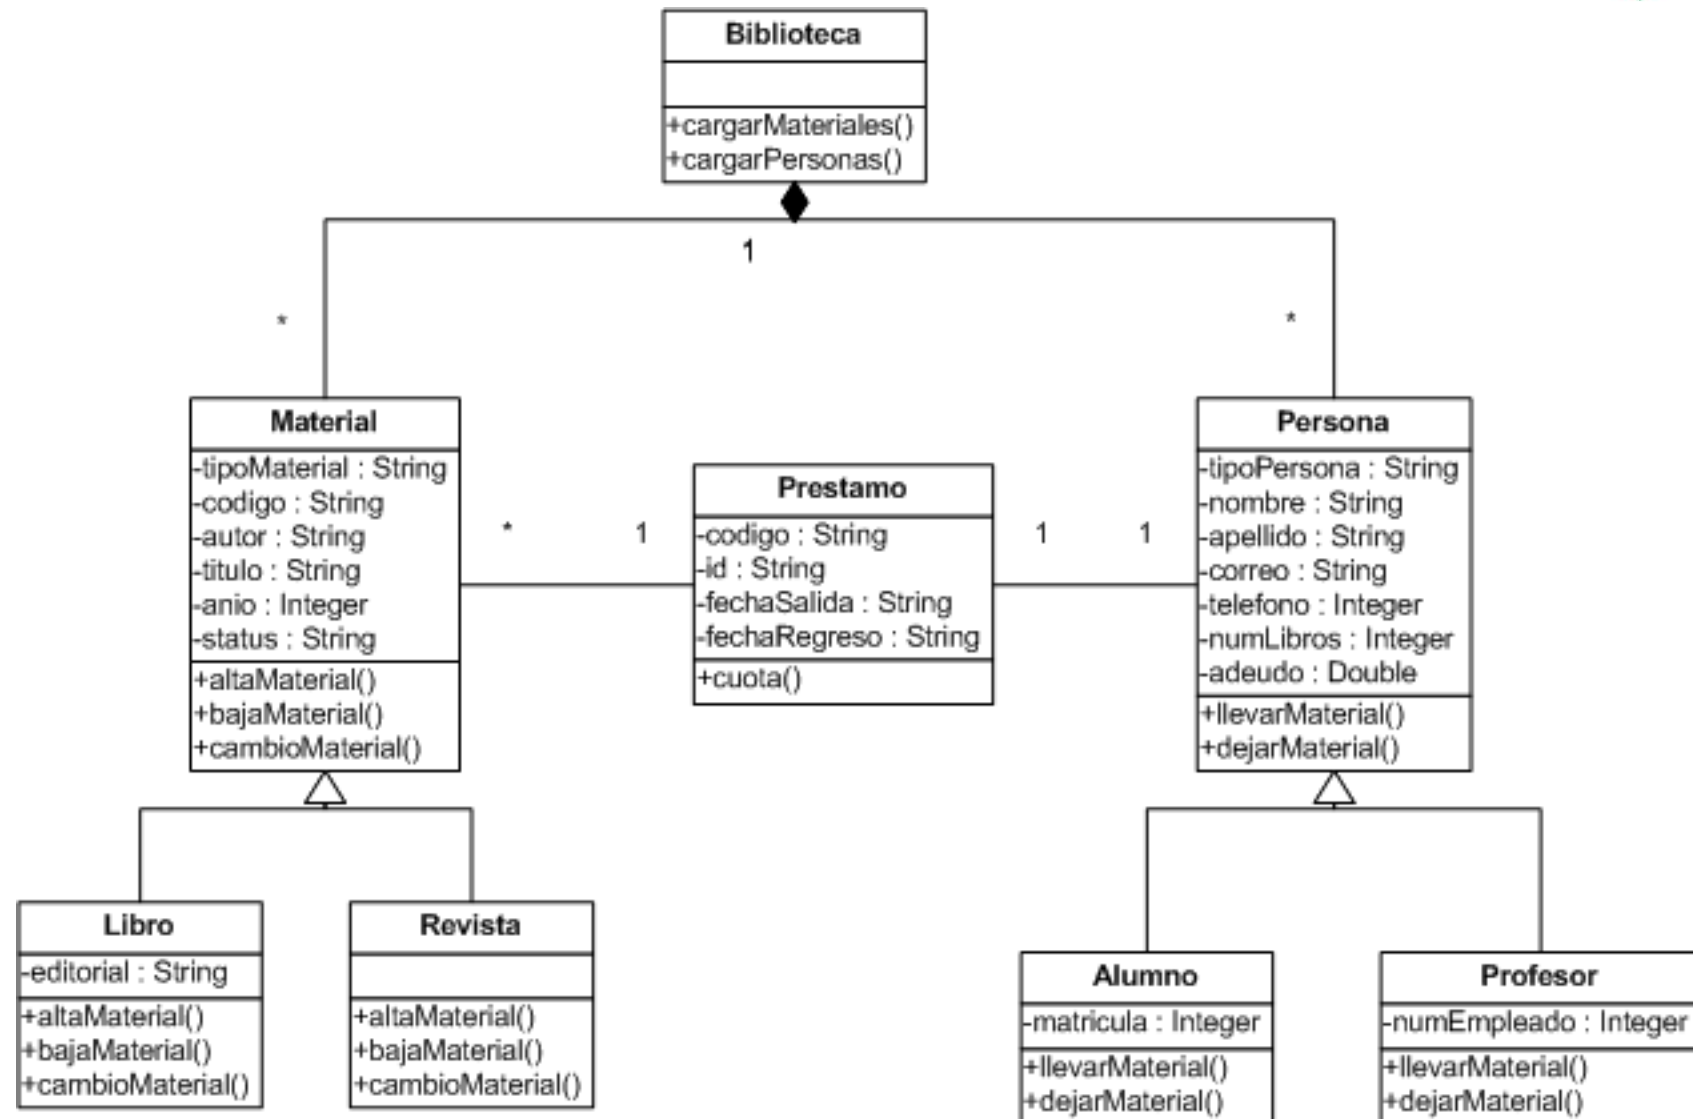 Biblioteca
+cargarMateriales()
+cargarPersonas()
1
*
*
Material
-tipoMaterial : String
-codigo : String
-autor : String
-titulo : String
-anio : Integer
-status : String
+altaMaterial()
+bajaMaterial()
+cambioMaterial()
*
1
Prestamo
-codigo : String
-id : String
-fechaSalida : String
-fechaRegreso : String
+cuota()
1
1
Persona
-tipoPersona : String
-nombre : String
-apellido : String
-correo : String
-telefono : Integer
-numLibros : Integer
-adeudo : Double
+llevarMaterial()
+dejarMaterial()
Libro
-editorial : String
+altaMaterial()
+bajaMaterial()
+cambioMaterial()
Revista
+altaMaterial()
+bajaMaterial()
+cambioMaterial()
Alumno
-matricula : Integer
+llevarMaterial()
+dejarMaterial()
Profesor
-numEmpleado : Integer
+llevarMaterial()
+dejarMaterial()